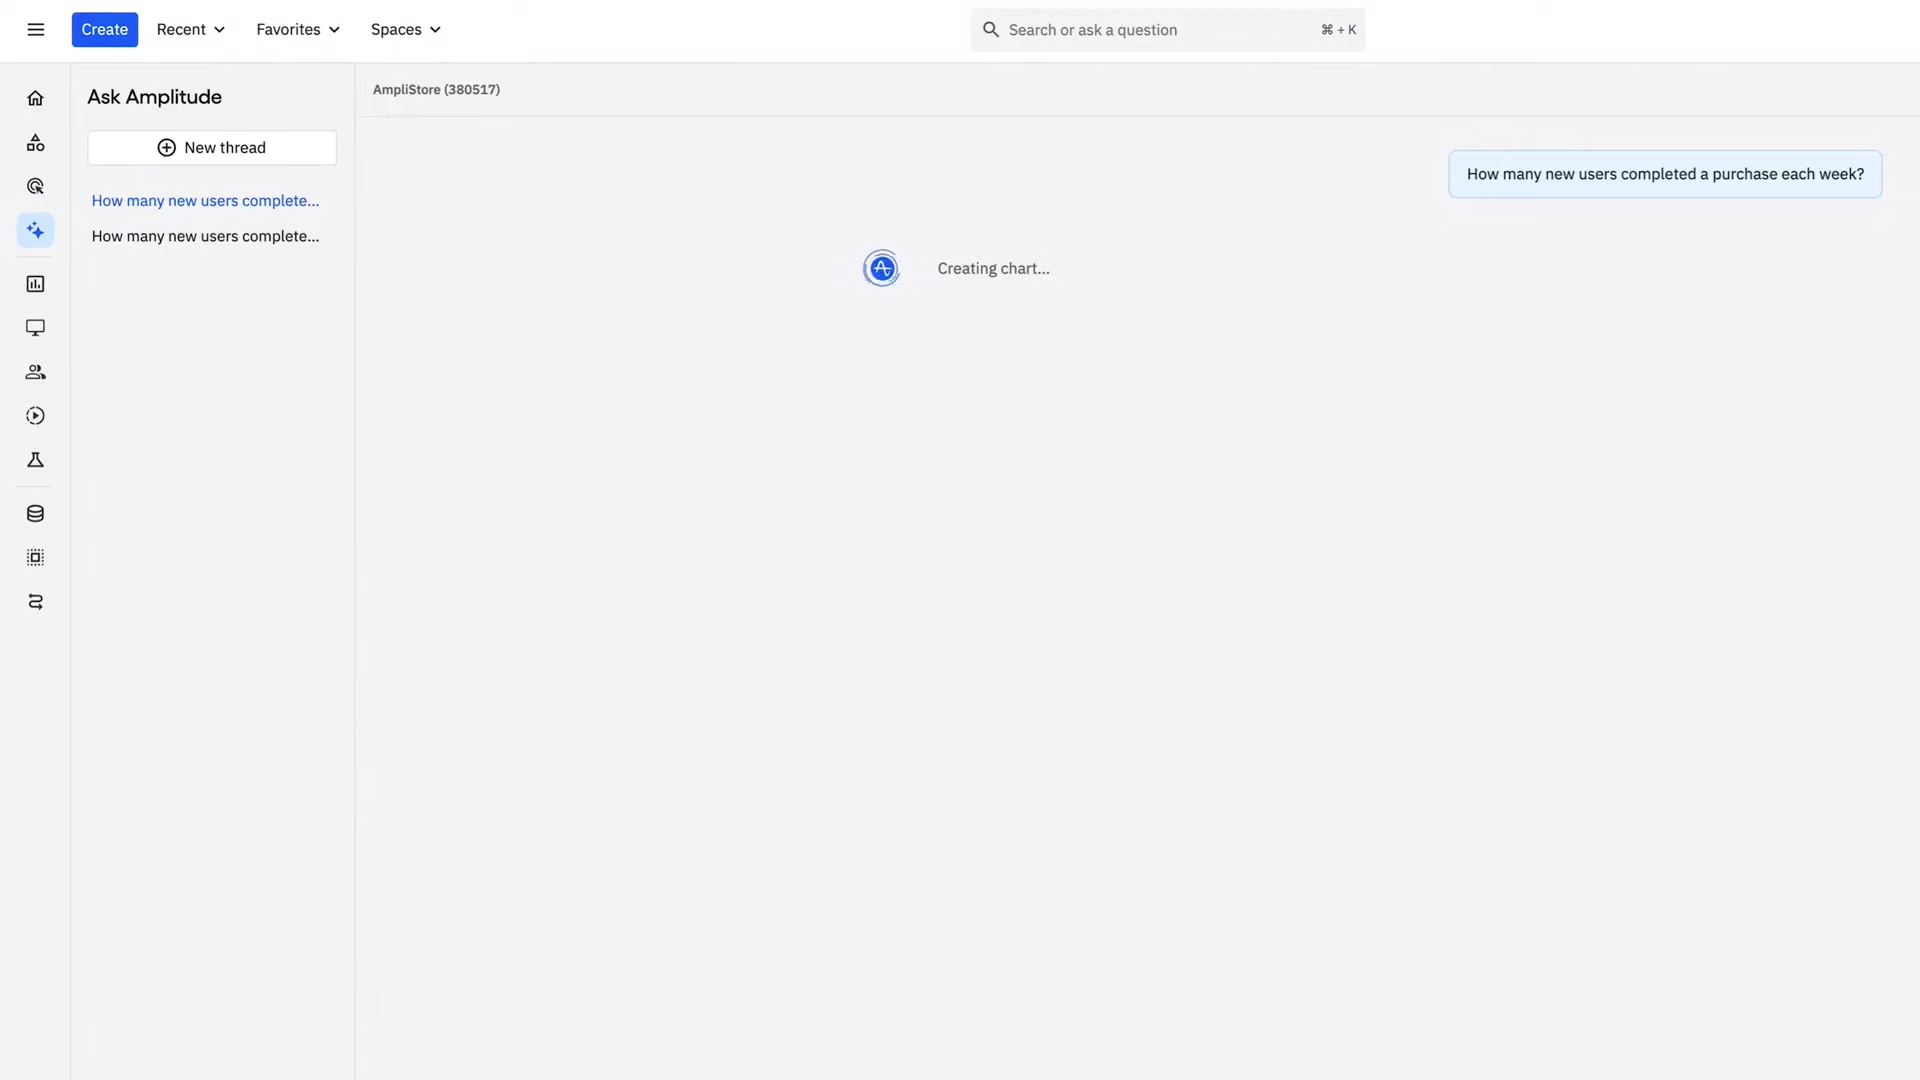 Create
Recent
Favorites
Spaces
Search or ask a question
⌘ + K
Ask Amplitude
New thread
How many new users complete...
How many new users complete...
AmpliStore (380517)
How many new users completed a purchase each week?
Creating chart...